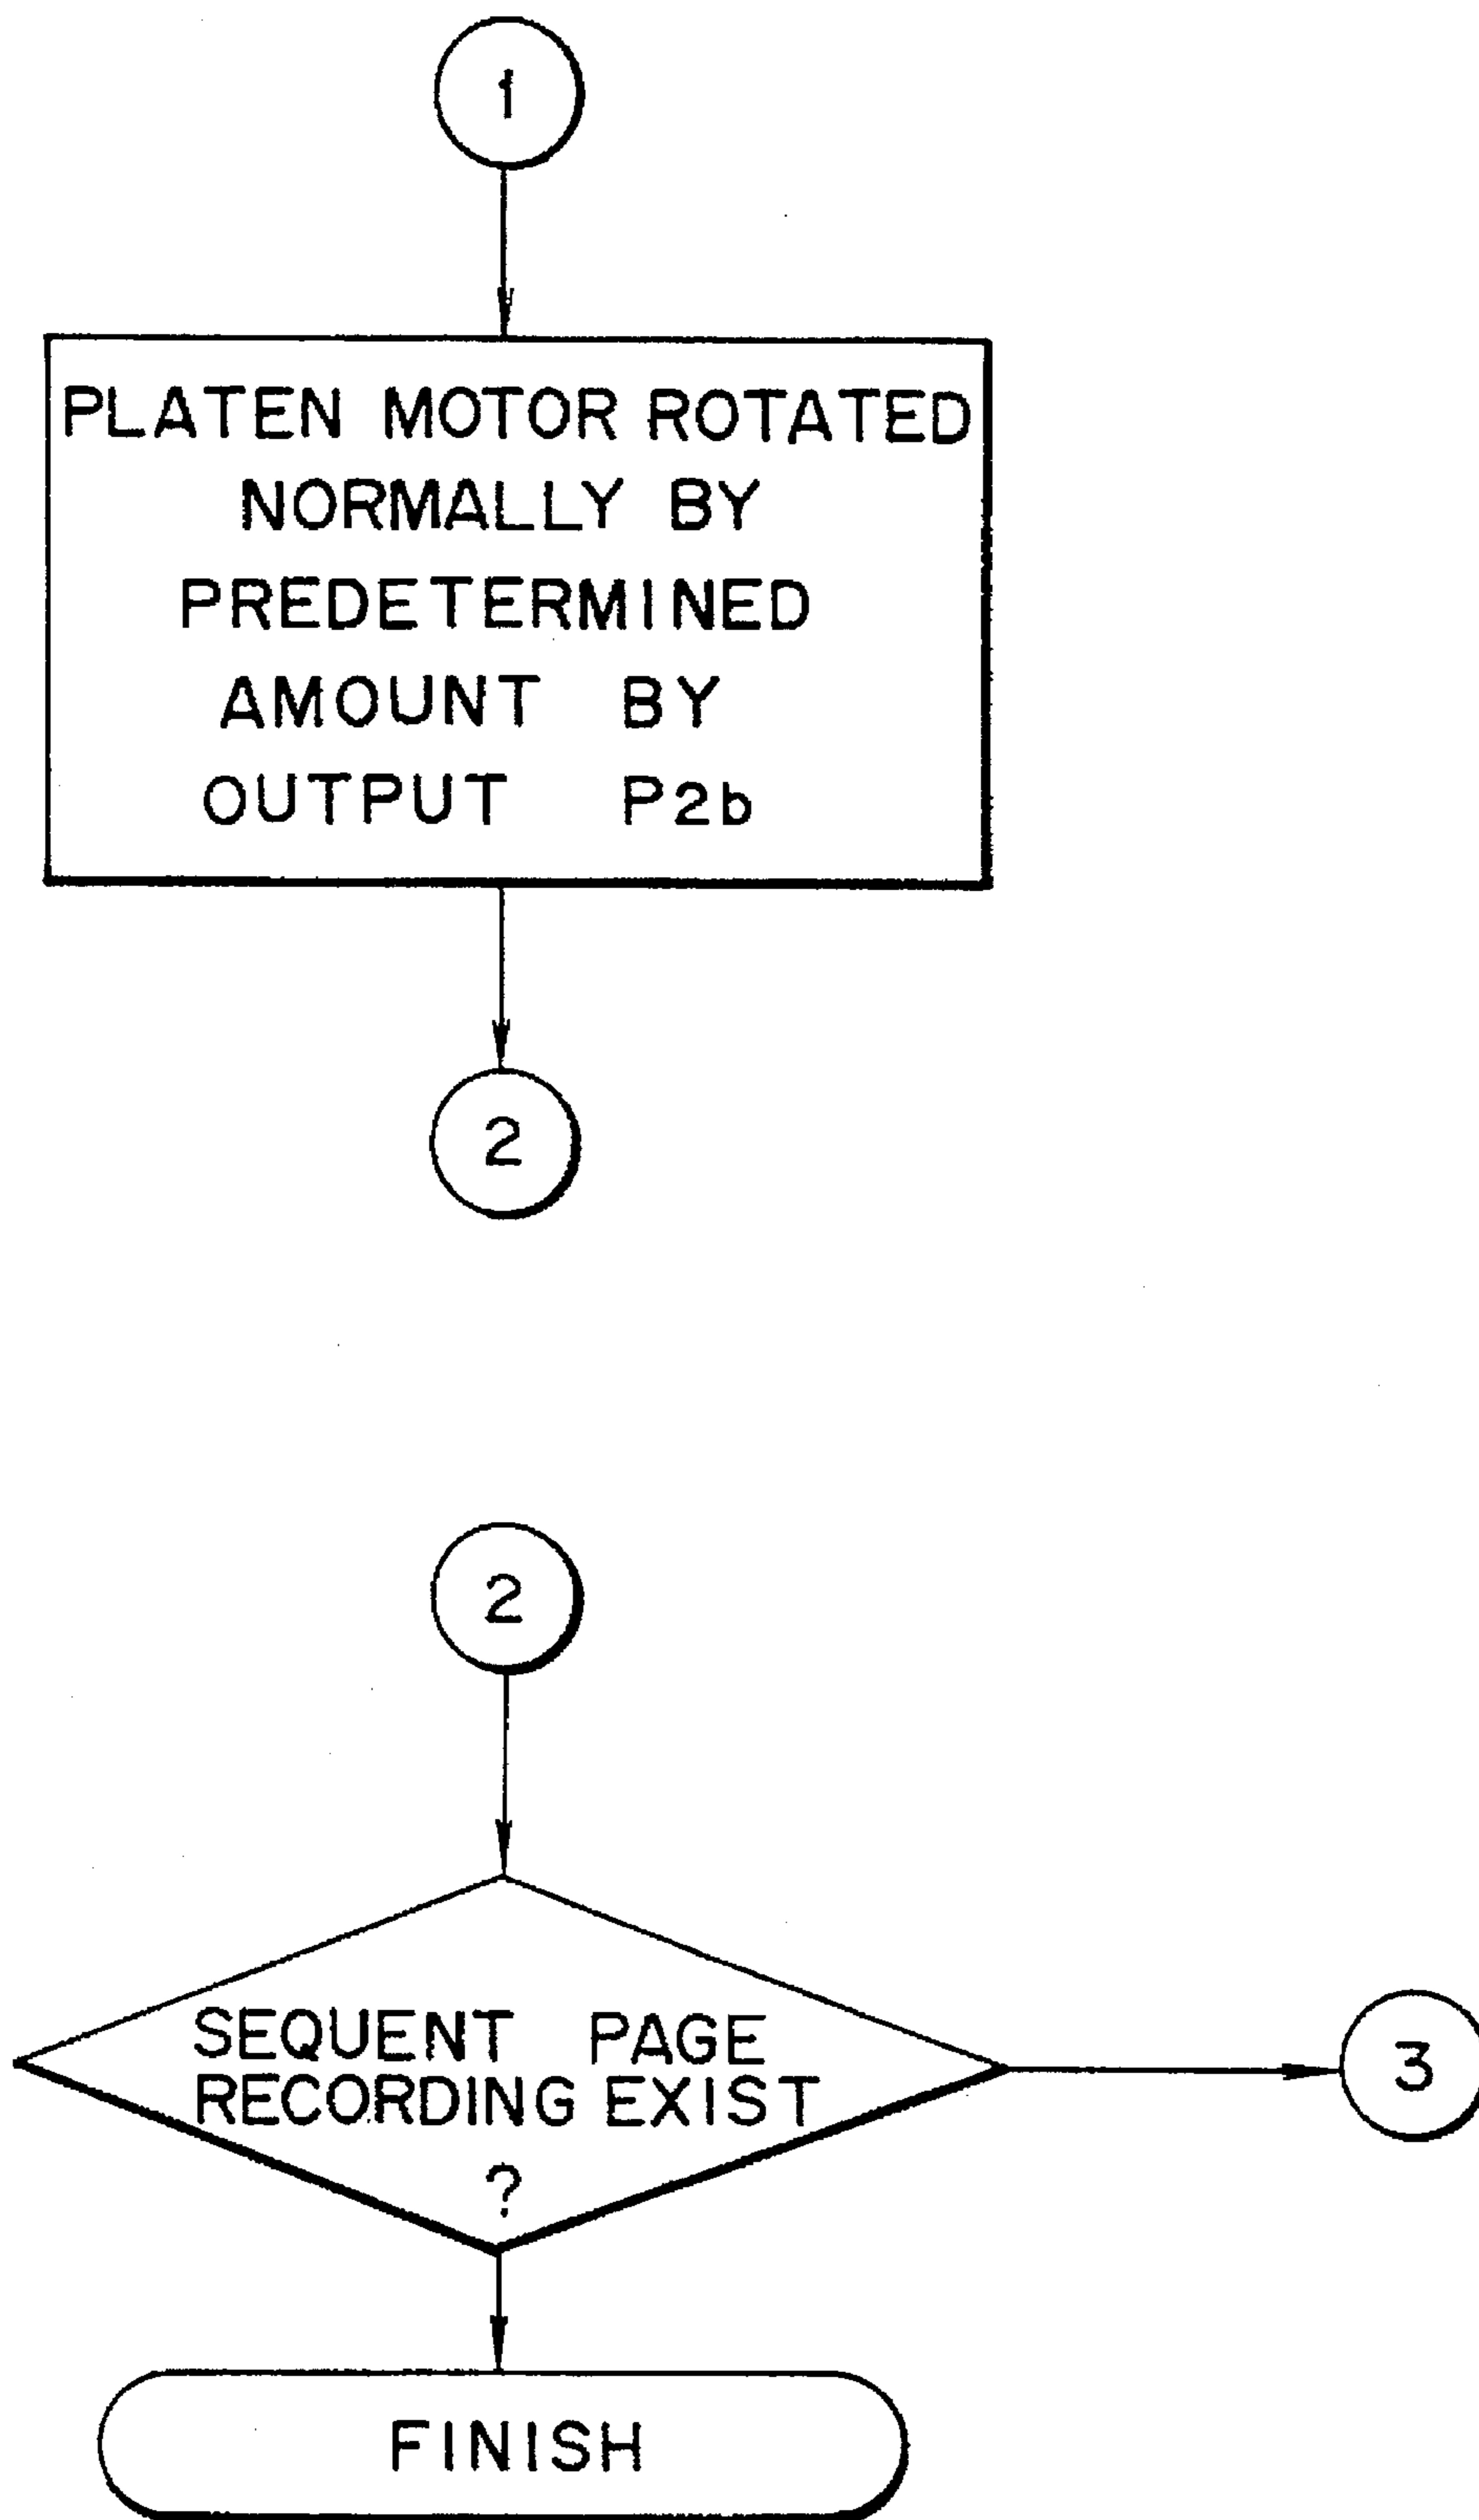 1
PLATEN MOTOR ROTATED
NORMALLY BY
PREDETERMINED
AMOUNT BY
OUTPUT P2b
2
2
SEQUENT PAGE
RECORDING EXIST
?
3
FINISH